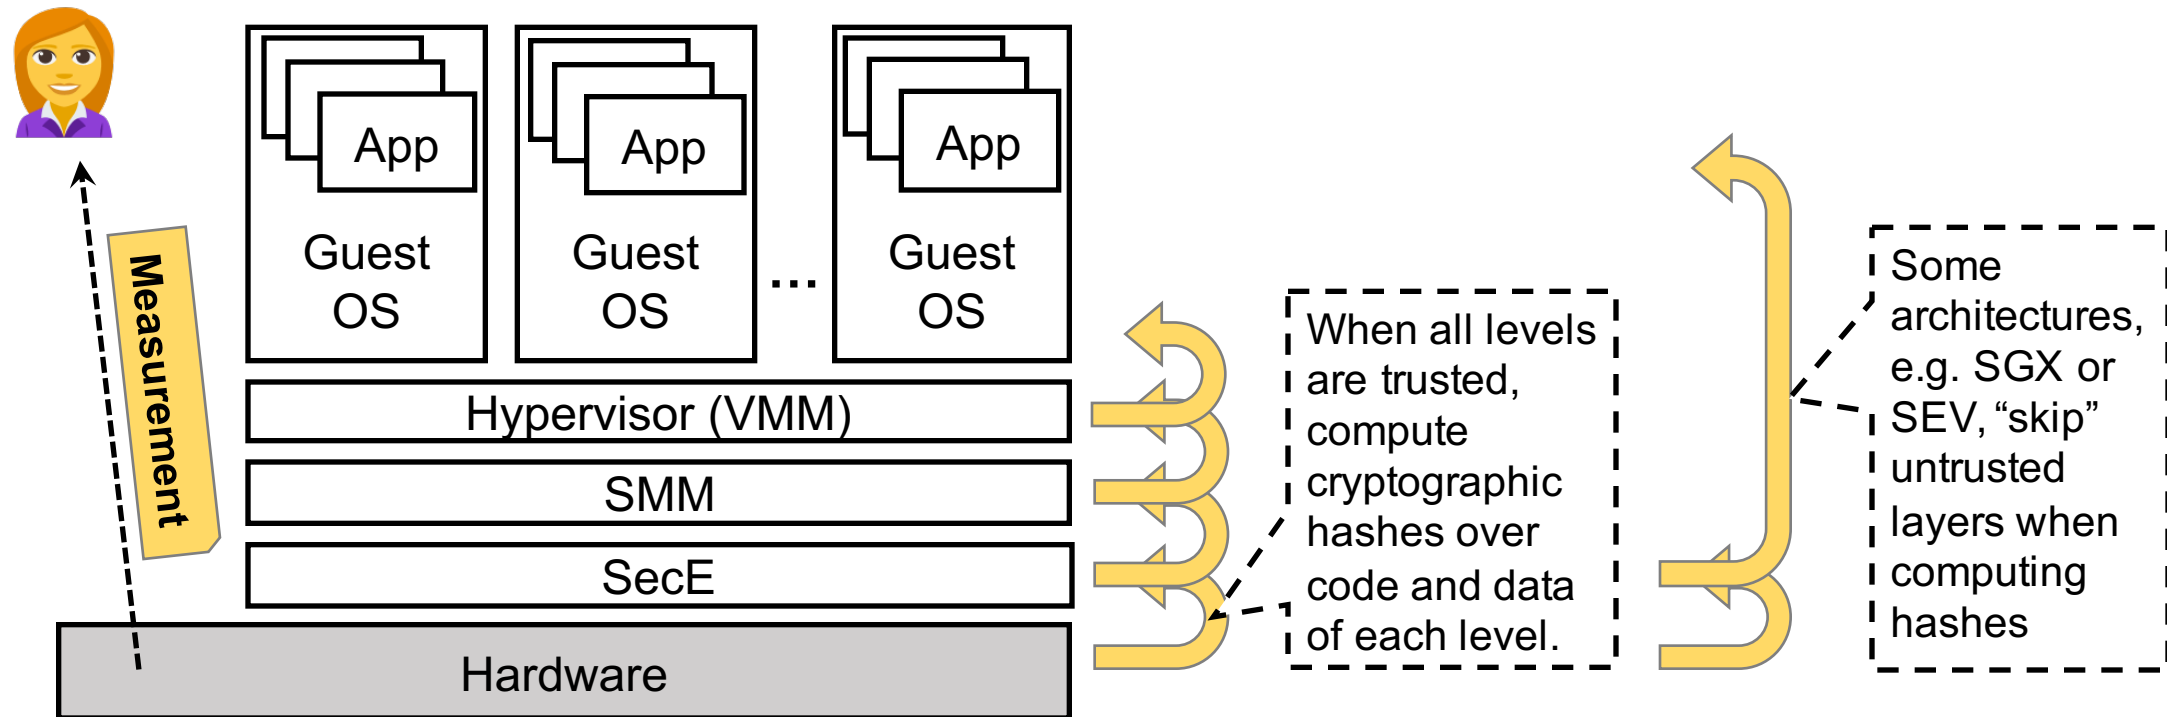 App
App
App
Guest
OS
Guest
OS
...
Guest
OS
Measurement
Hypervisor (VMM)
SMM
SecE
Hardware
When all levels
are trusted,
compute
cryptographic
hashes over
code and data
of each level.
Some
architectures,
e.g. SGX or
SEV, “skip”
untrusted
layers when
computing
hashes